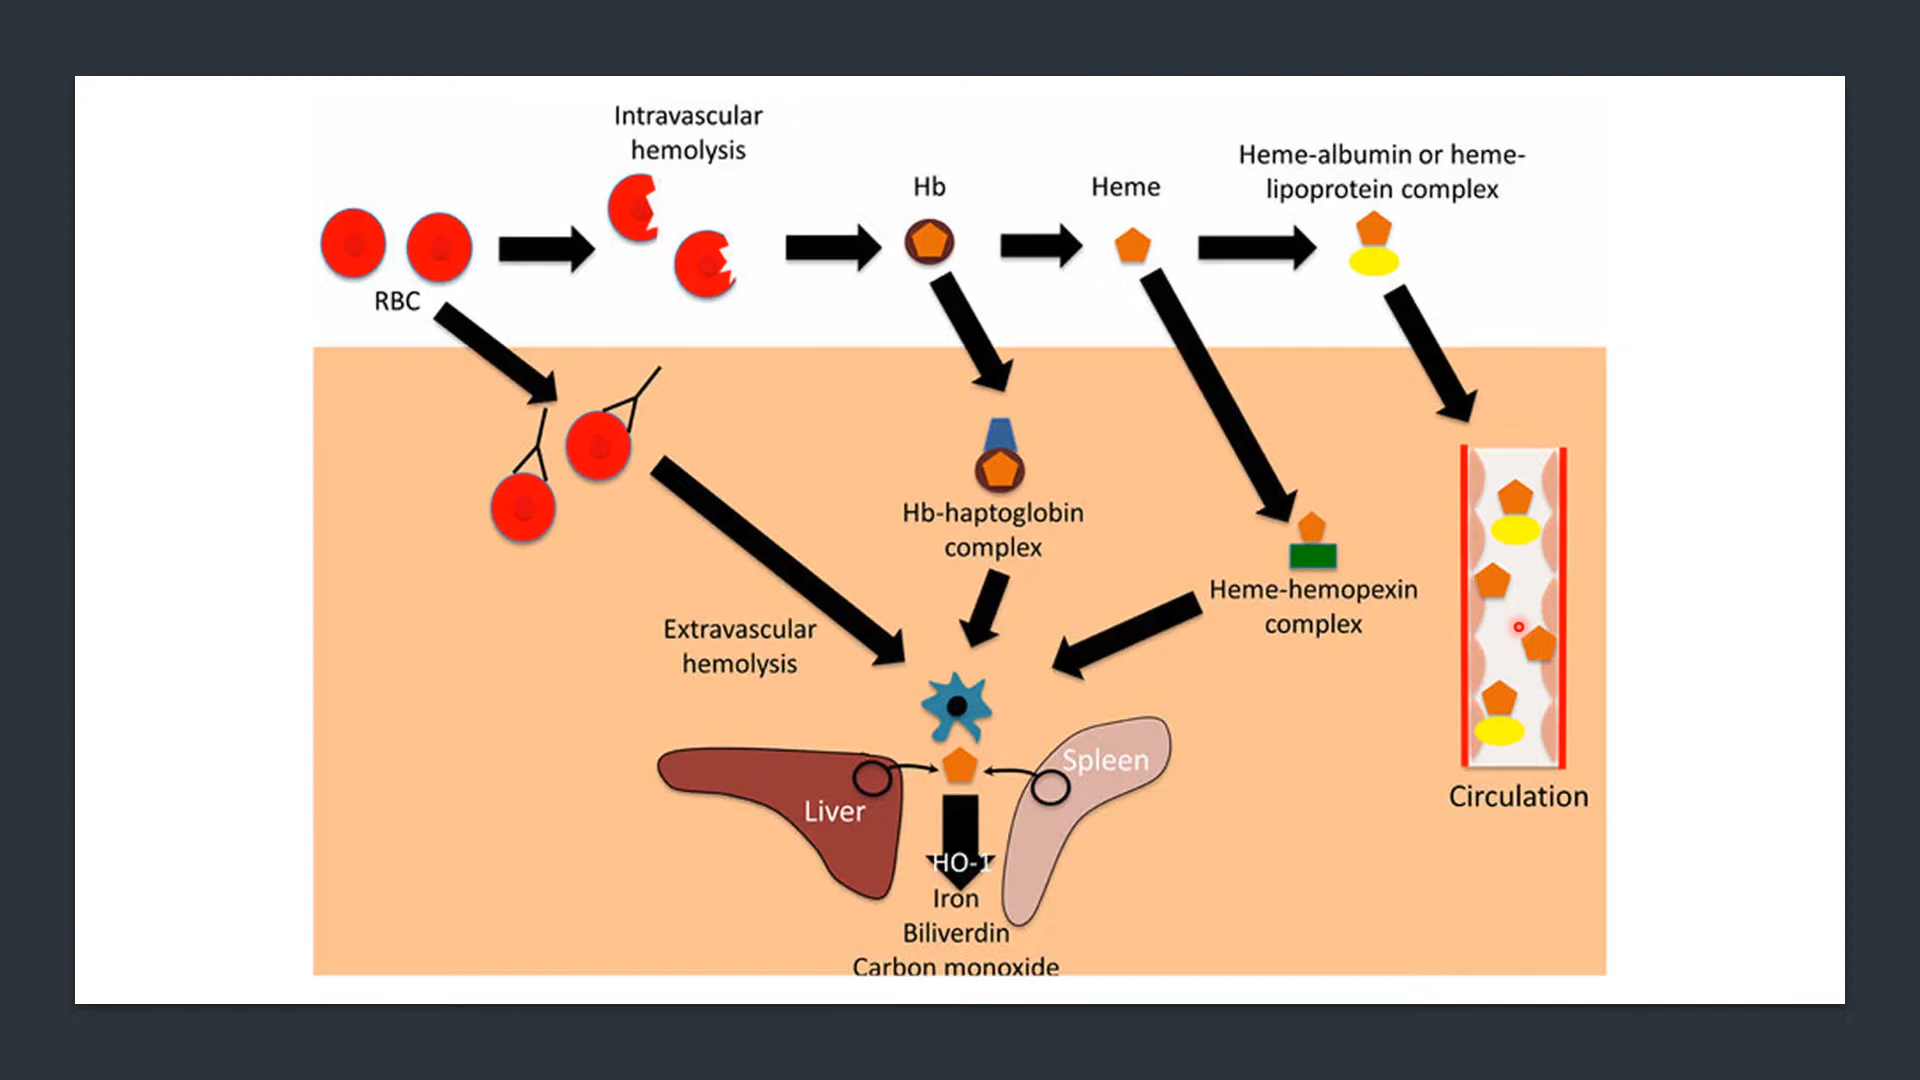 Intravascular
hemolysis
Hb
Heme
Heme-albumin or heme-
lipoprotein complex
RBC
Hb-haptoglobin
complex
Heme-hemopexin
complex
Extravascular
hemolysis
Spleen
Liver
Circulation
HO-1
Iron
Biliverdin
Carbon monoxide